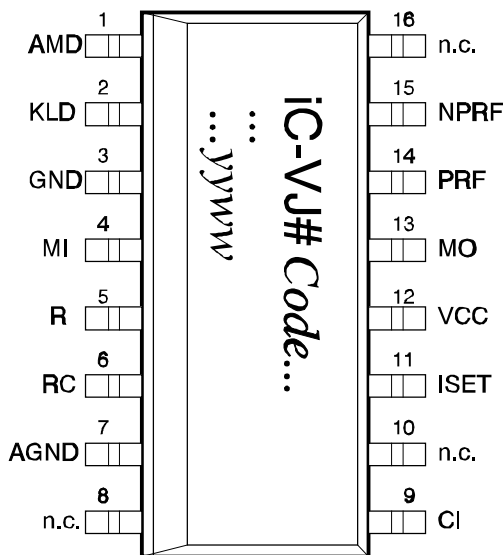 1 16
AMD n.c.
2 15
KLD NPRF
3 14
GND PRF
4 13
MI MO
5 12
R VCC
6 11
RC ISET
7 10
AGND n.c.
8 9
n.c. CI
iC-VJ# Code...
...
...yyww